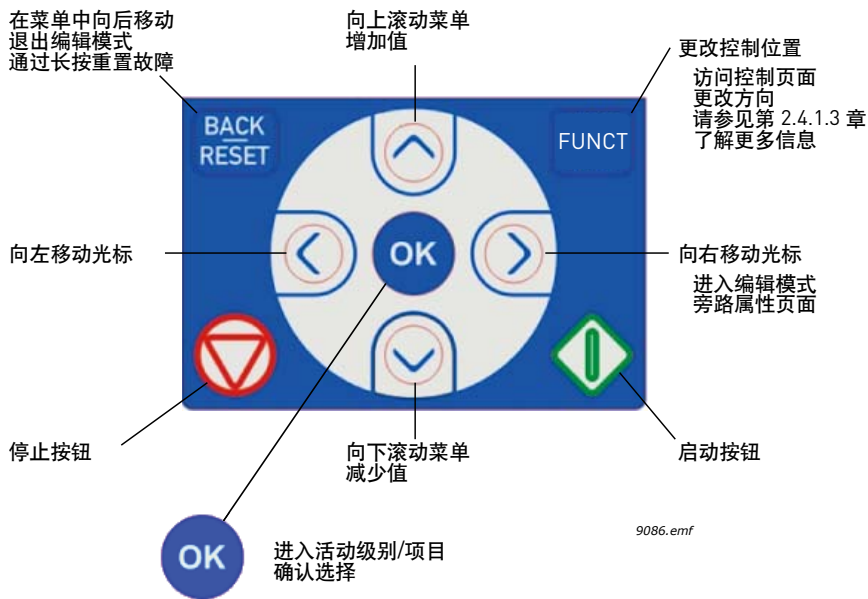 在菜单中向后移动
退出编辑模式
通过长按重置故障
向上滚动菜单
增加值
更改控制位置
访问控制页面
更改方向
请参见第 2.4.1.3 章
了解更多信息
BACK
RESET
FUNCT
向左移动光标
OK
向右移动光标
进入编辑模式
旁路属性页面
停止按钮
向下滚动菜单
减少值
启动按钮
9086.emf
OK
进入活动级别/项目
确认选择